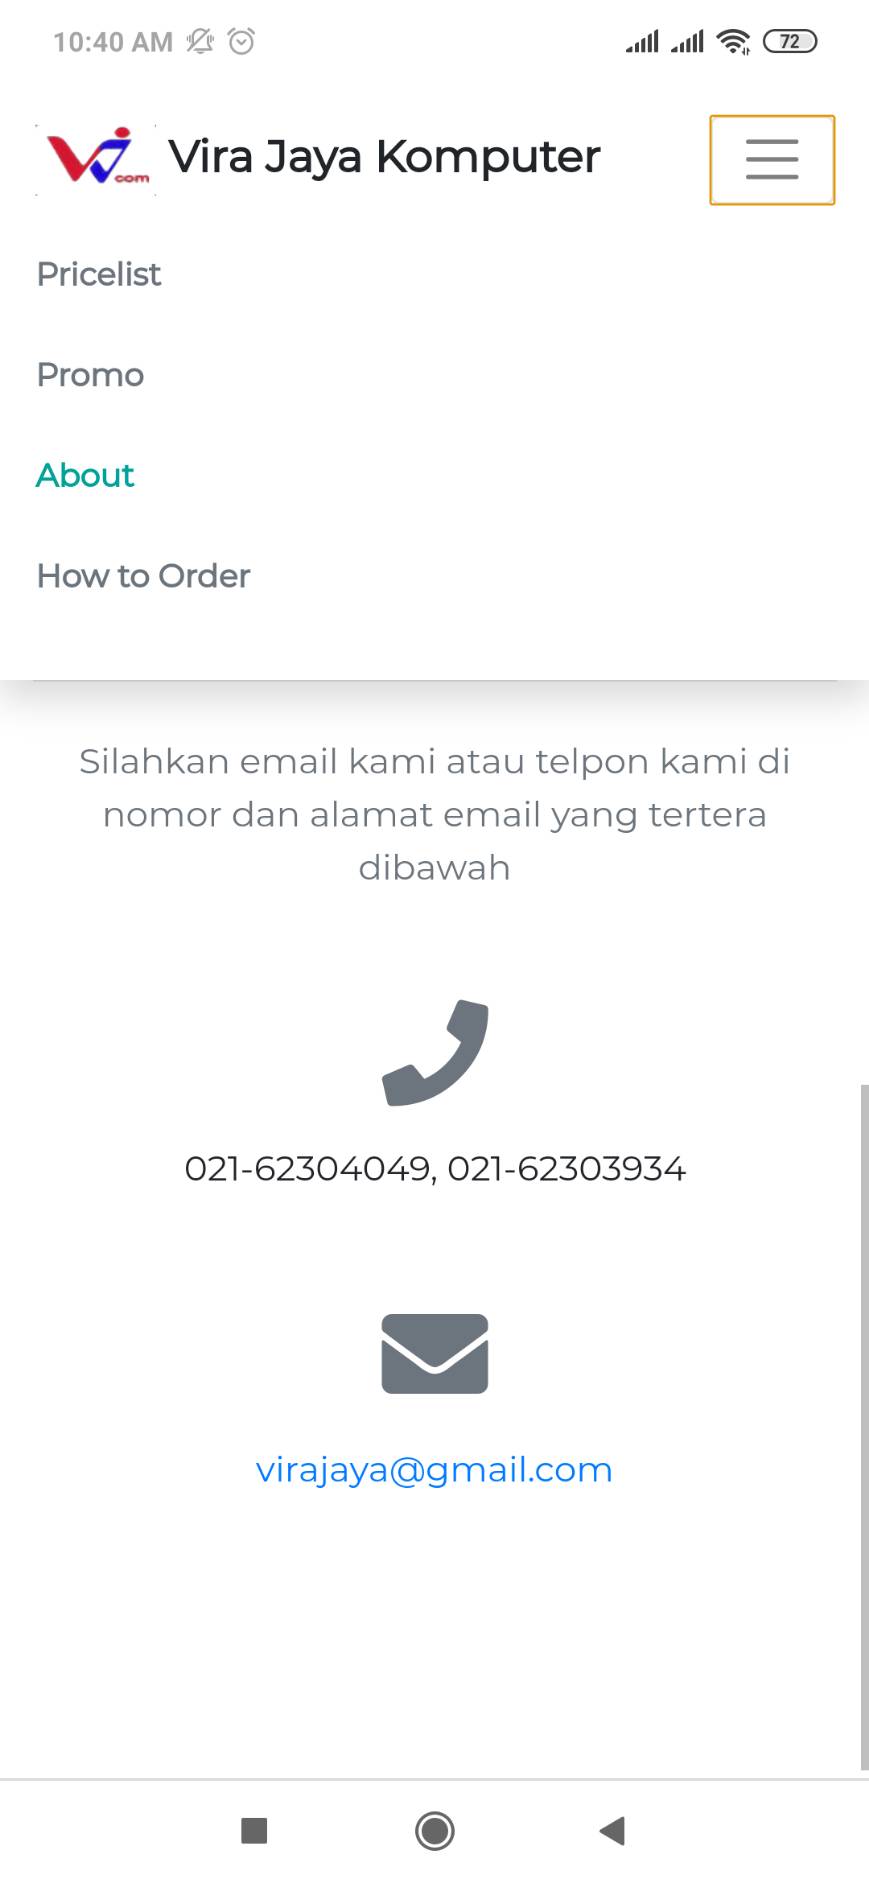 10:40 AM
72
com
Vira Jaya Komputer
Pricelist
Promo
About
How to Order
Silahkan email kami atau telpon kami di
nomor dan alamat email yang tertera
dibawah
021-62304049, 021-62303934
virajaya@gmail.com